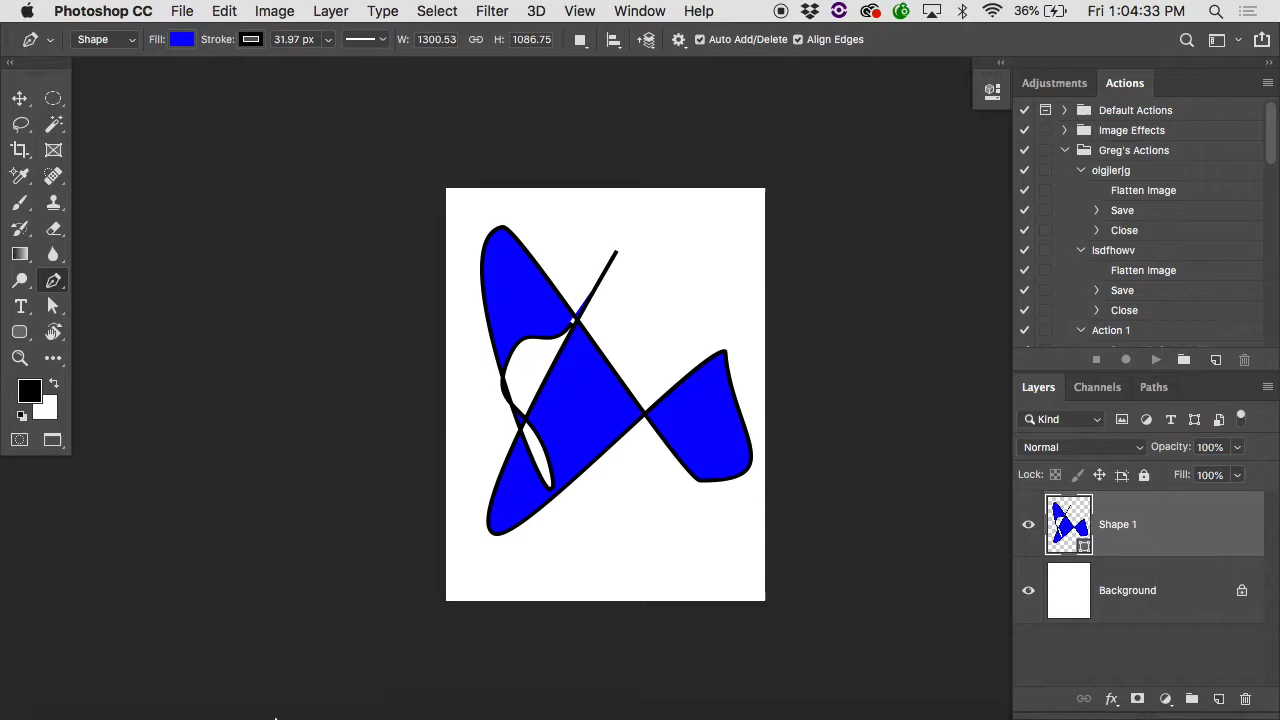 Photoshop CC File Edit Image Layer Type Select Filter 3D View Window Help 36% Fri 1:04:33 PM
Shape Fill: Stroke: 31.97 px W: 1300.53 H: 1086.75 Auto Add/Delete Align Edges
Adjustments Actions
Default Actions
Image Effects
Greg's Actions
olgjlerjg
Flatten Image
Save
Close
lsdfhowv
Flatten Image
Save
Close
Action 1
Layers Channels Paths
Kind
Normal Opacity: 100%
Lock: Fill: 100%
Shape 1
Background